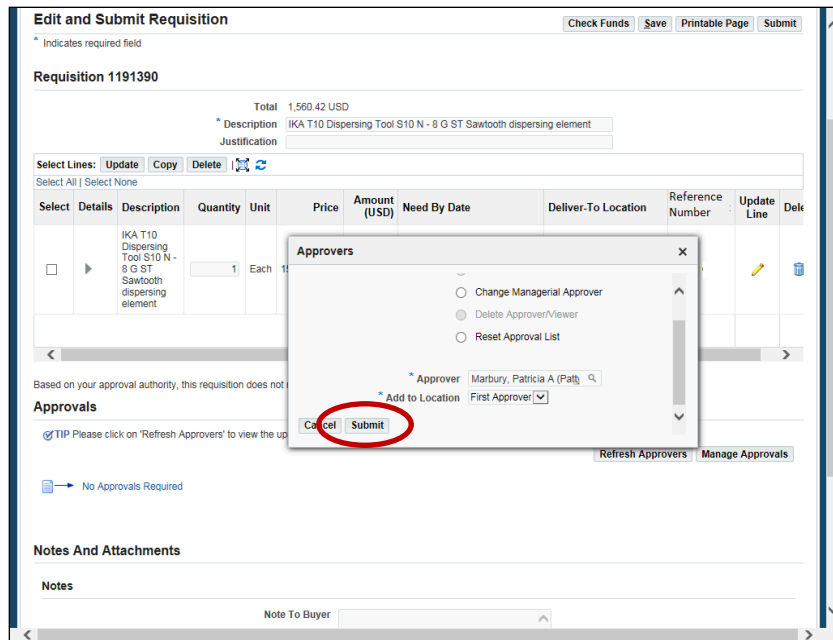 Edit and Submit Requisition
Check Funds Save Printable Page Submit
* Indicates required field
Requisition 1191390
Total 1,560.42 USD
* Description IKA T10 Dispersing Tool S10 N - 8 G ST Sawtooth dispersing element
Justification
Select Lines: Update Copy Delete
Select All | Select None
Select Details Description Quantity Unit Price Amount (USD) Need By Date Deliver-To Location Reference Number Update Line Dele
IKA T10
Dispersing
Tool S10 N -
8 G ST
Sawtooth
dispersing
element
1 Each 15
Approvers
Change Managerial Approver
Delete Approver/Viewer
Reset Approval List
* Approver Marbury, Patricia A (Patty
* Add to Location First Approver
Cancel Submit
Based on your approval authority, this requisition does not
Approvals
TIP Please click on 'Refresh Approvers' to view the up
Refresh Approvers Manage Approvals
No Approvals Required
Notes And Attachments
Notes
Note To Buyer